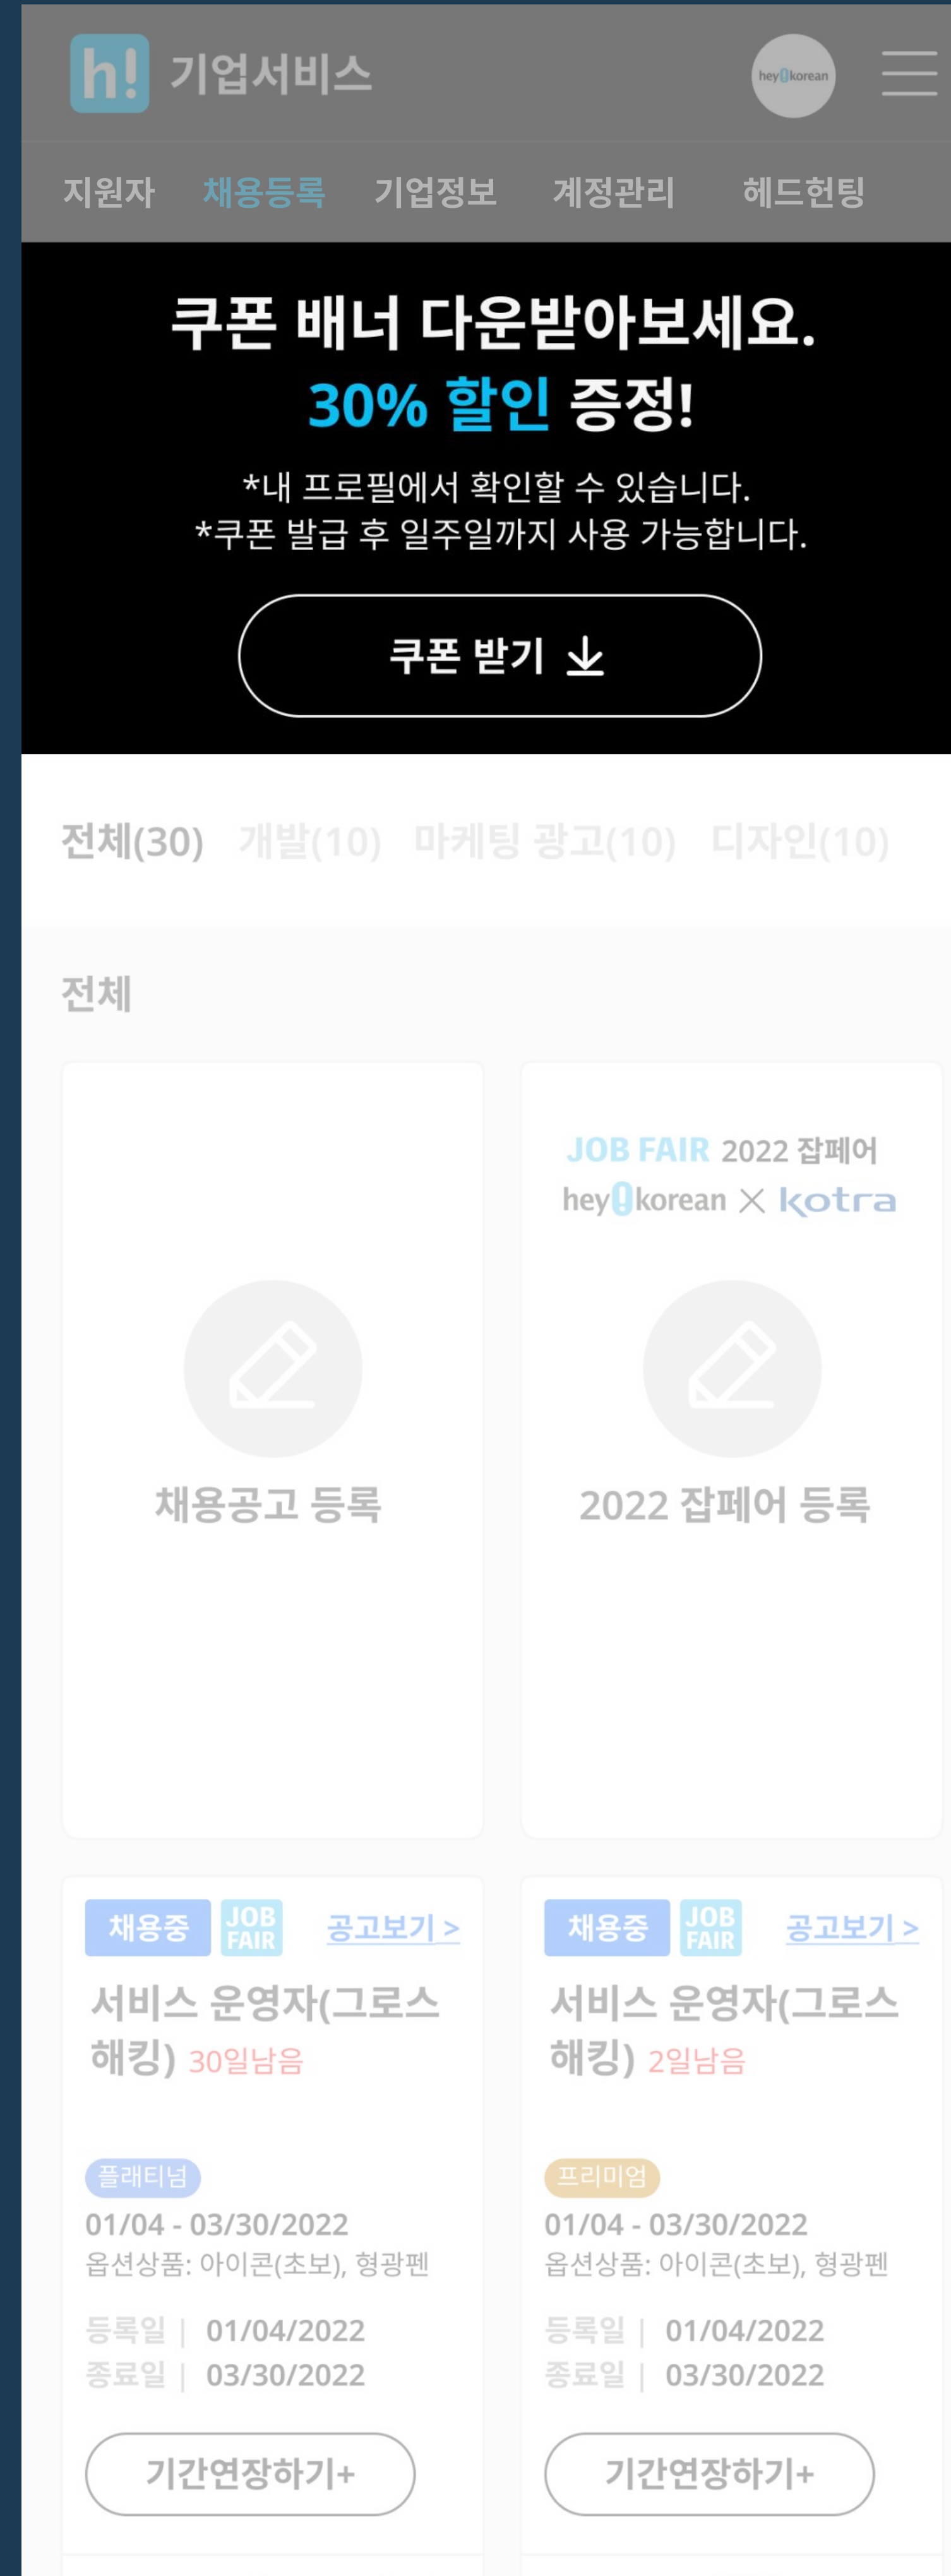 h! 기업서비스
hey!korean
지원자 채용등록 기업정보 계정관리 헤드헌팅
쿠폰 배너 다운받아보세요.
30% 할인 증정!
*내 프로필에서 확인할 수 있습니다.
*쿠폰 발급 후 일주일까지 사용 가능합니다.
쿠폰 받기
전체(30) 개발(10) 마케팅 광고(10) 디자인(10)
전체
채용공고 등록
JOB FAIR 2022 잡페어
hey!korean X kotra
2022 잡페어 등록
채용중 JOB FAIR 공고보기 >
서비스 운영자(그로스
해킹) 30일남음
플래티넘
01/04 - 03/30/2022
옵션상품: 아이콘(초보), 형광펜
등록일 | 01/04/2022
종료일 | 03/30/2022
기간연장하기+
채용중 JOB FAIR 공고보기 >
서비스 운영자(그로스
해킹) 2일남음
프리미엄
01/04 - 03/30/2022
옵션상품: 아이콘(초보), 형광펜
등록일 | 01/04/2022
종료일 | 03/30/2022
기간연장하기+